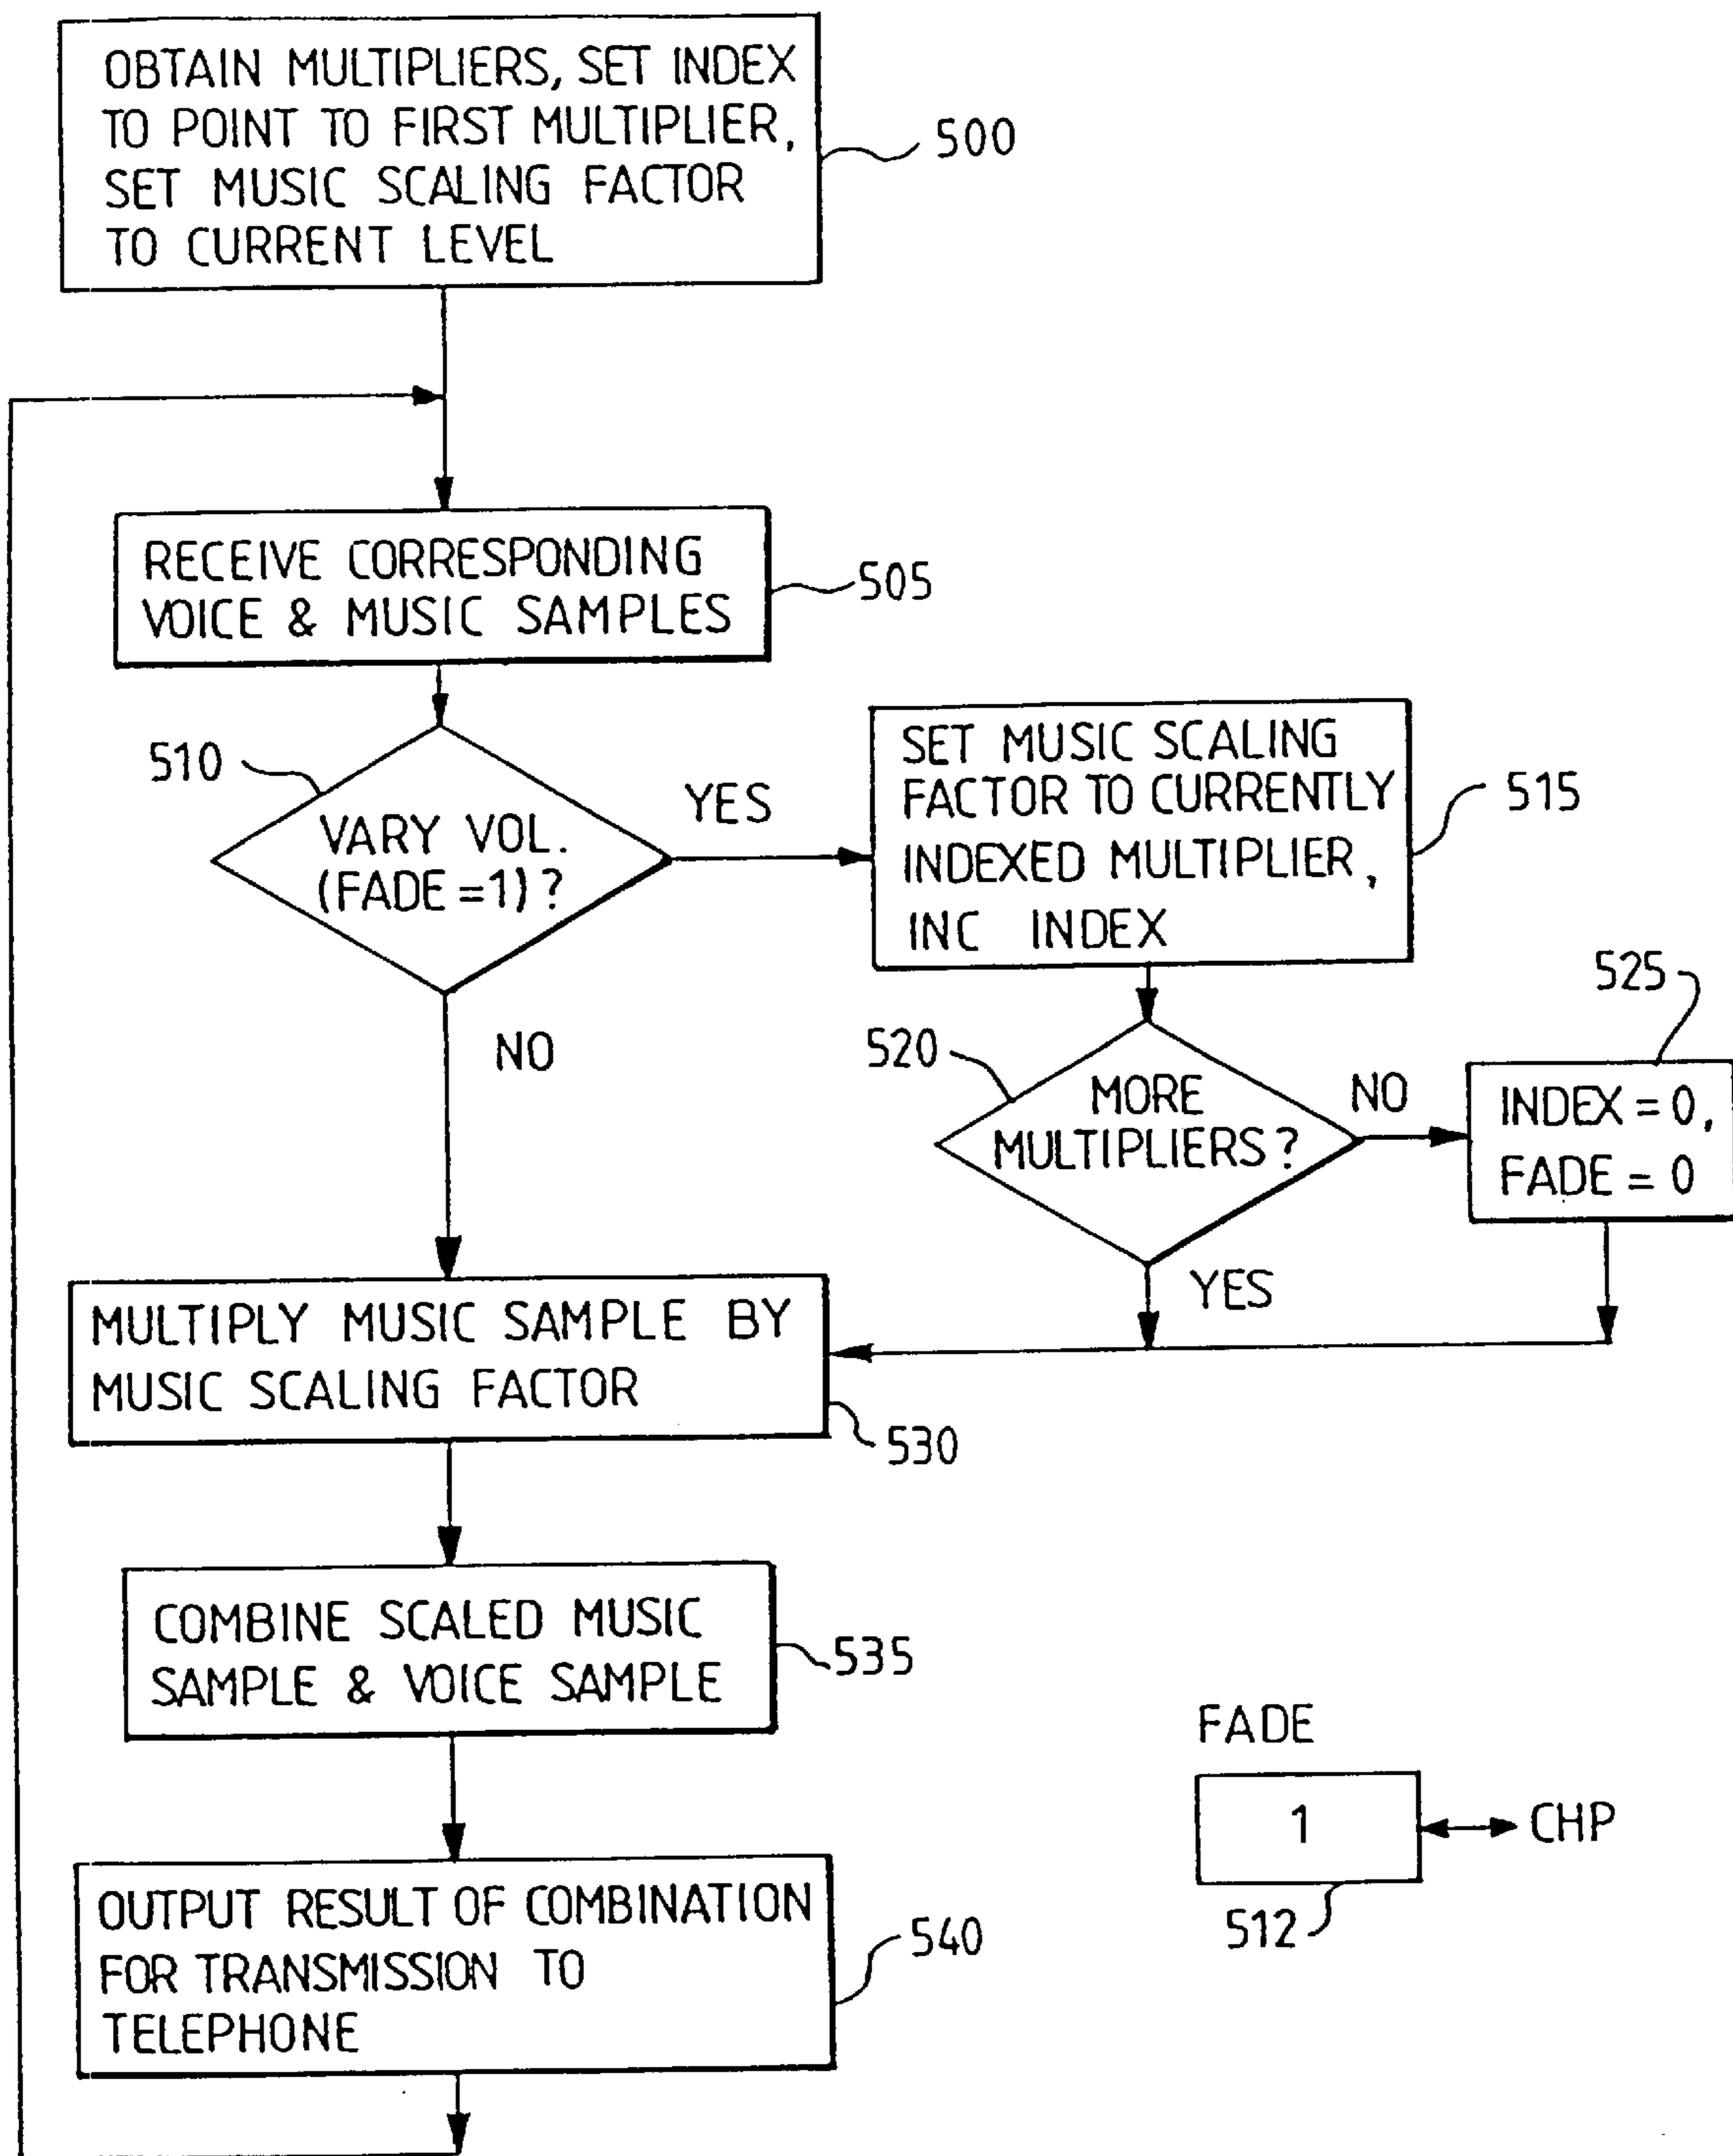 OBTAIN MULTIPLIERS, SET INDEX
TO POINT TO FIRST MULTIPLIER,
SET MUSIC SCALING FACTOR
TO CURRENT LEVEL
500
RECEIVE CORRESPONDING
VOICE & MUSIC SAMPLES
505
510
VARY VOL.
(FADE=1)?
YES
NO
SET MUSIC SCALING
FACTOR TO CURRENTLY
INDEXED MULTIPLIER,
INC INDEX
515
520
MORE
MULTIPLIERS?
NO
YES
525
INDEX = 0,
FADE = 0
MULTIPLY MUSIC SAMPLE BY
MUSIC SCALING FACTOR
530
COMBINE SCALED MUSIC
SAMPLE & VOICE SAMPLE
535
FADE
1
CHP
512
OUTPUT RESULT OF COMBINATION
FOR TRANSMISSION TO
TELEPHONE
540